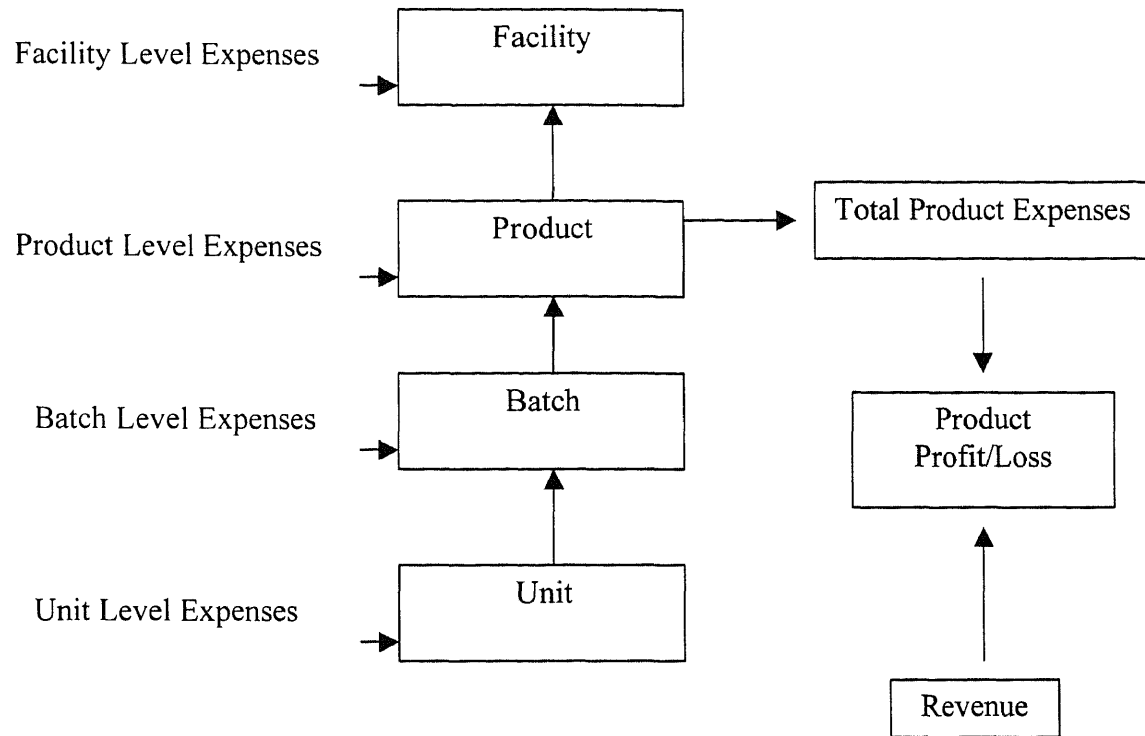 Facility Level Expenses
Facility
Product Level Expenses
Product
Total Product Expenses
Batch Level Expenses
Batch
Product
Profit/Loss
Unit Level Expenses
Unit
Revenue